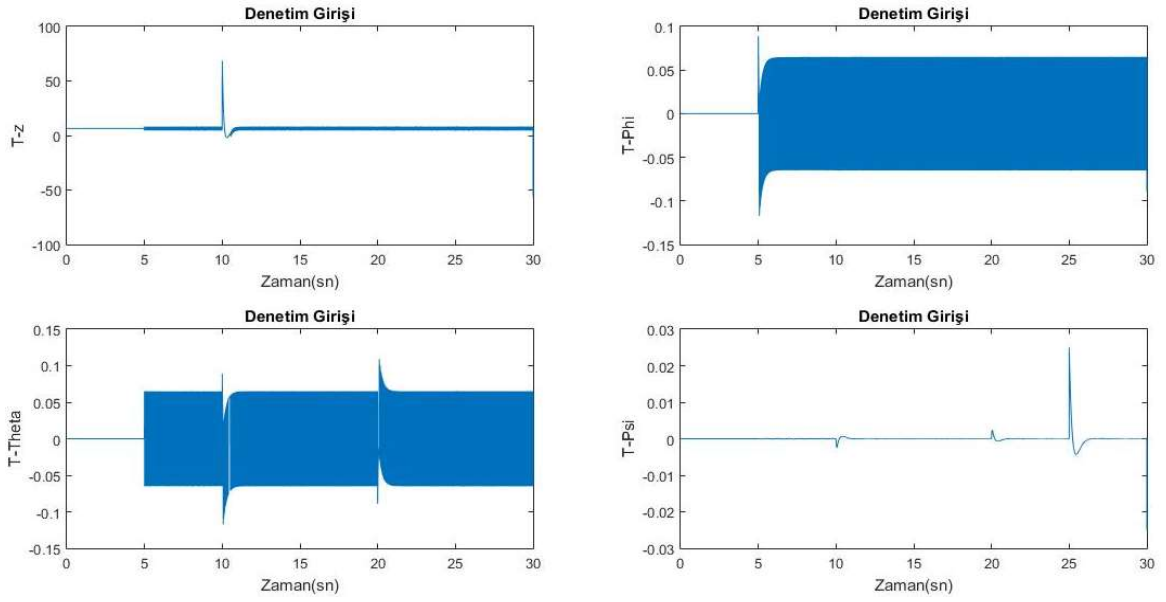 Denetim Girişi
100
50
0
-50
-100
T-z
0 5 10 15 20 25 30
Zaman(sn)
Denetim Girişi
0.1
0.05
0
-0.05
-0.1
-0.15
T-Phi
0 5 10 15 20 25 30
Zaman(sn)
Denetim Girişi
0.15
0.1
0.05
0
-0.05
-0.1
-0.15
T-Theta
0 5 10 15 20 25 30
Zaman(sn)
Denetim Girişi
0.03
0.02
0.01
0
-0.01
-0.02
-0.03
T-Psi
0 5 10 15 20 25 30
Zaman(sn)